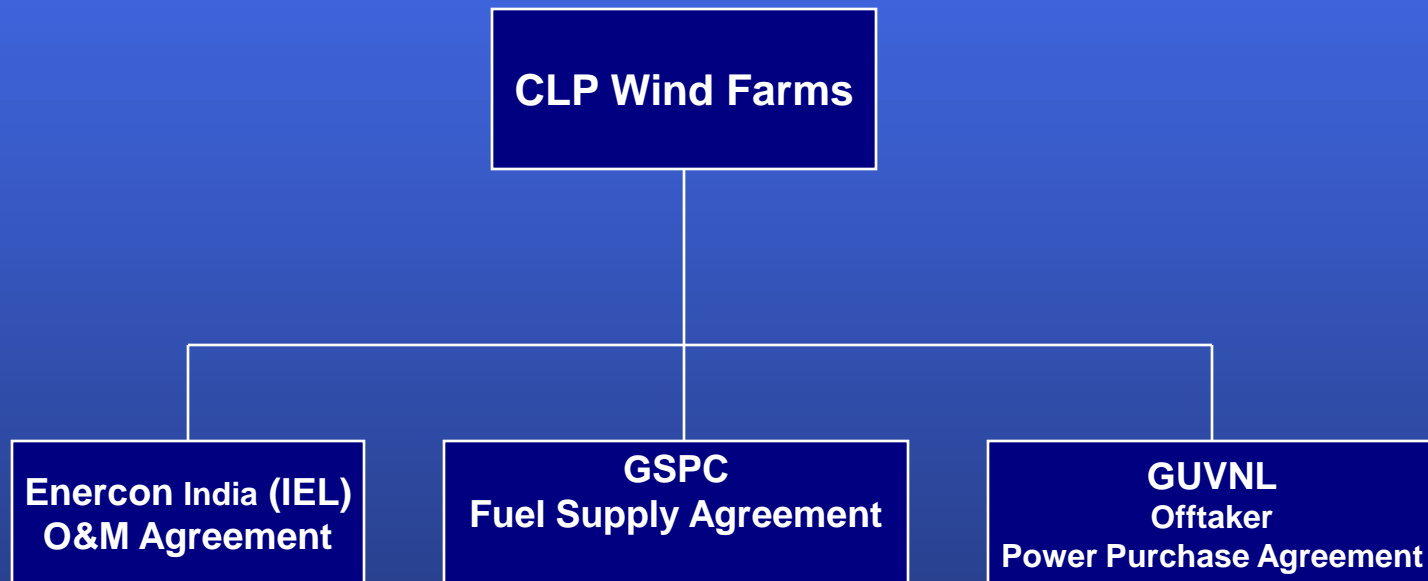 CLP Wind Farms
Enercon India (IEL)
O&M Agreement
GSPC
Fuel Supply Agreement
GUVNL
Offtaker
Power Purchase Agreement